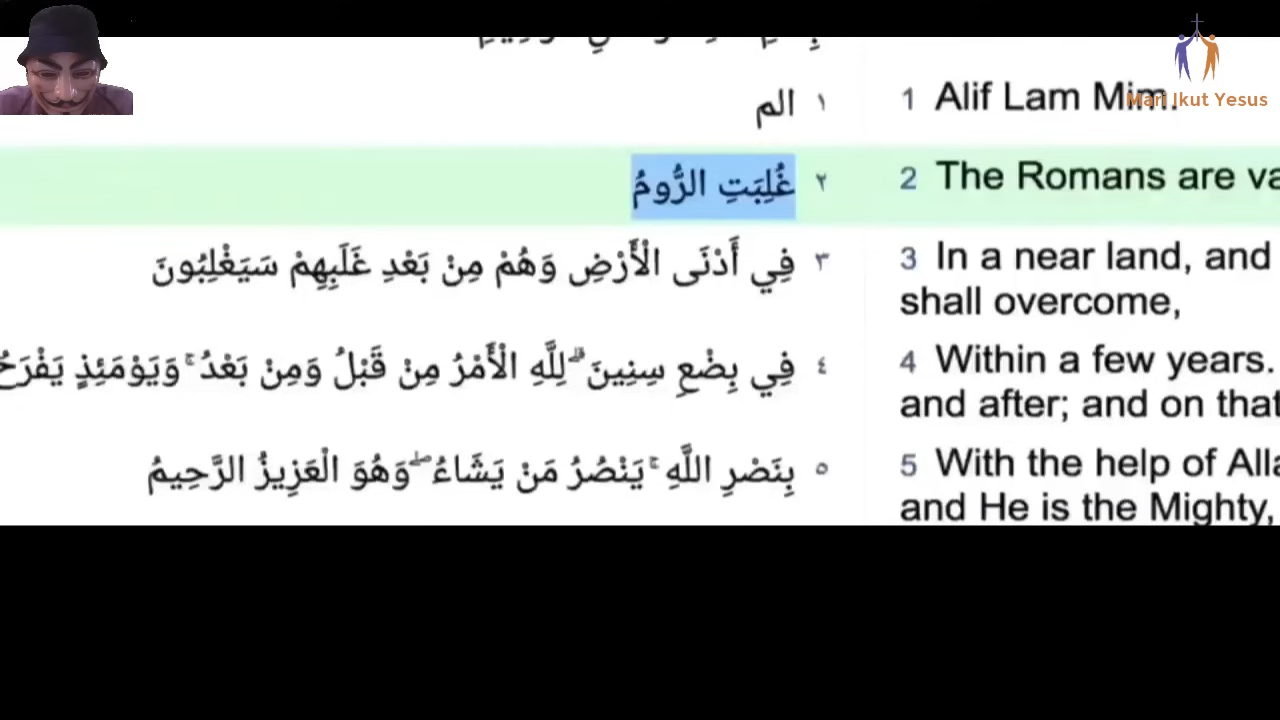 Mari Ikut Yesus
١ الم
1 Alif Lam Mim.
٢ غُلِبَتِ الرُّومُ
2 The Romans are
٣ فِي أَدْنَى الْأَرْضِ وَهُمْ مِنْ بَعْدِ غَلَبِهِمْ سَيَغْلِبُونَ
3 In a near land, and
shall overcome,
٤ فِي بِضْعِ سِنِينَ ۗ لِلَّهِ الْأَمْرُ مِنْ قَبْلُ وَمِنْ بَعْدُ ۚ وَيَوْمَئِذٍ
4 Within a few years.
and after; and on that
٥ بِنَصْرِ اللَّهِ ۚ يَنْصُرُ مَنْ يَشَاءُ ۖ وَهُوَ الْعَزِيزُ الرَّحِيمُ
5 With the help of
and He is the Mighty,